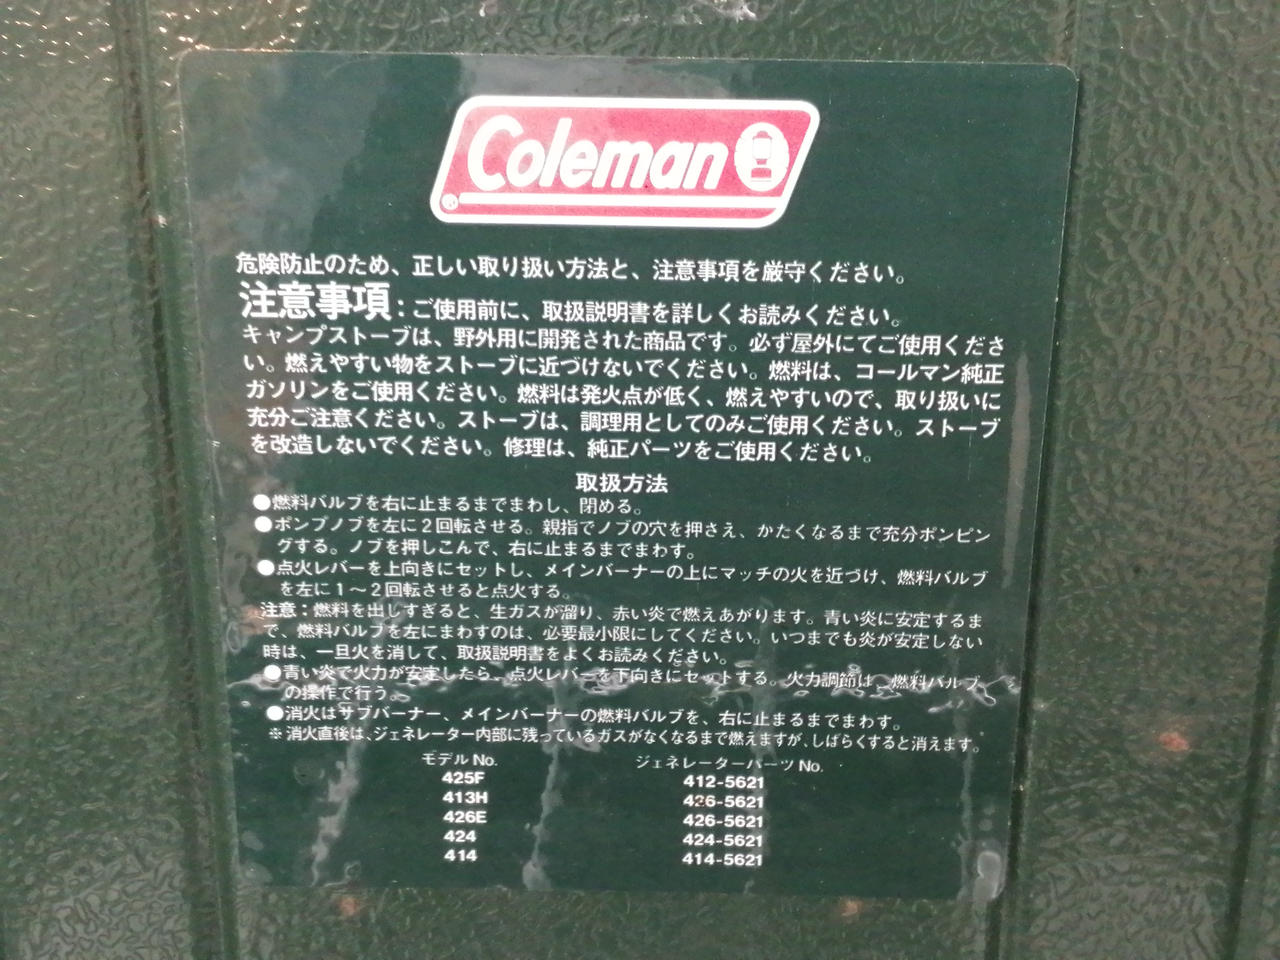 Coleman
®
危険防止のため、正しい取り扱い方法と、注意事項を厳守ください。
注意事項：ご使用前に、取扱説明書を詳しくお読みください。
キャンプストーブは、野外用に開発された商品です。必ず屋外にてご使用くださ
い。燃えやすい物をストーブに近づけないでください。燃料は、コールマン純正
ガソリンをご使用ください。燃料は発火点が低く、燃えやすいので、取り扱いに
充分ご注意ください。ストーブは、調理用としてのみご使用ください。ストーブ
を改造しないでください。修理は、純正パーツをご使用ください。
取扱方法
●燃料バルブを右に止まるまでまわし、閉める。
●ポンプノブを左に2回転させる。親指でノブの穴を押さえ、かたくなるまで充分ポンピン
グする。ノブを押しこんで、右に止まるまでまわす。
●点火レバーを上向きにセットし、メインバーナーの上にマッチの火を近づけ、燃料バルブ
を左に1〜2回転させると点火する。
注意：燃料を出しすぎると、生ガスが溜り、赤い炎で燃えあがります。青い炎に安定するま
で、燃料バルブを左にまわすのは、必要最小限にしてください。いつまでも炎が安定しない
時は、一旦火を消して、取扱説明書をよくお読みください。
●青い炎で火力が安定したら、点火レバーを下向きにセットする。火力調節は、燃料バルブ
の操作で行う。
●消火はサブバーナー、メインバーナーの燃料バルブを、右に止まるまでまわす。
※消火直後は、ジェネレーター内部に残っているガスがなくなるまで燃えますが、しばらくすると消えます。
モデルNo. ジェネレーターパーツNo.
425F 412-5621
413H 426-5621
426E 426-5621
424 424-5621
414 414-5621